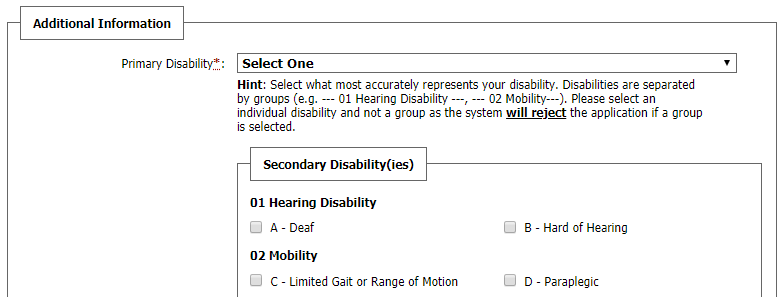 Additional Information
Primary Disability*:
Select One
Hint: Select what most accurately represents your disability. Disabilities are separated
by groups (e.g. --- 01 Hearing Disability ---, --- 02 Mobility---). Please select an
individual disability and not a group as the system will reject the application if a group
is selected.
Secondary Disability(ies)
01 Hearing Disability
A - Deaf
B - Hard of Hearing
02 Mobility
C - Limited Gait or Range of Motion
D - Paraplegic